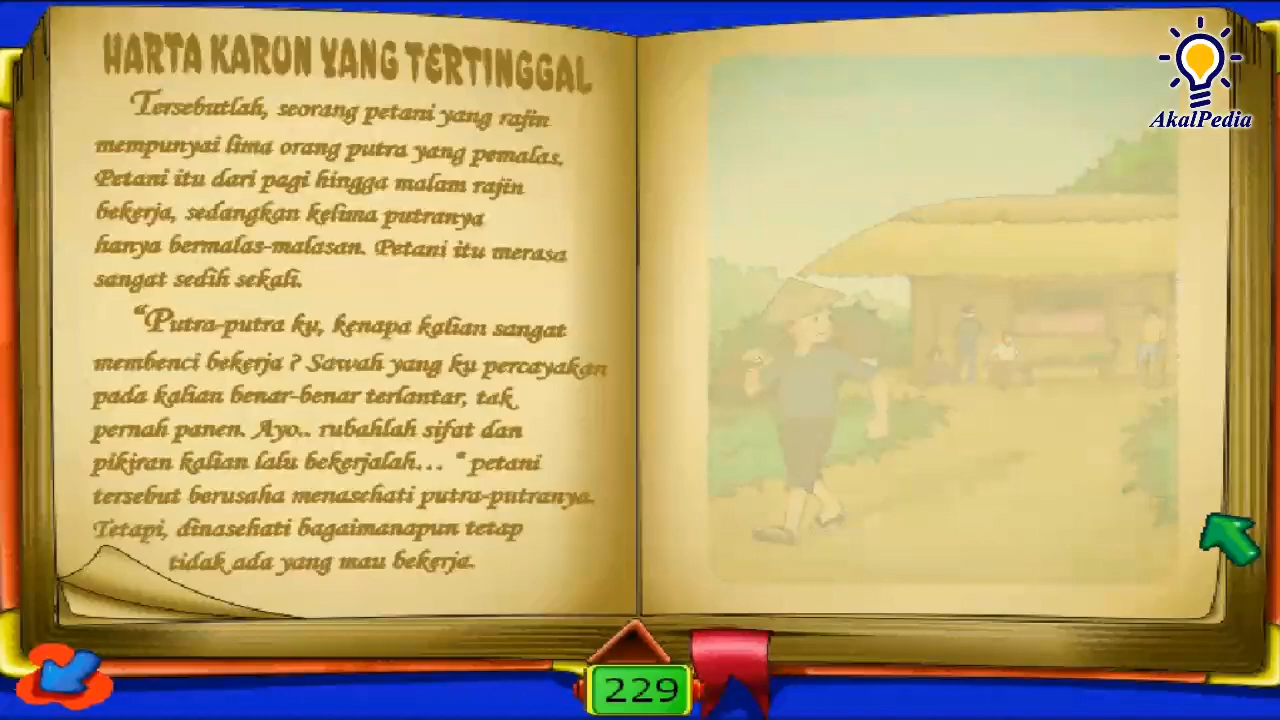 HARTA KARUN YANG TERTINGGAL
Tersebutlah, seorang petani yang rajin
mempunyai lima orang putra yang pemalas.
Petani itu dari pagi hingga malam rajin
bekerja, sedangkan kelima putranya
hanya bermalas-malasan. Petani itu merasa
sangat sedih sekali.
“Putra-putra ku, kenapa kalian sangat
membenci bekerja ? Sawah yang ku percayakan
pada kalian benar-benar terlantar, tak
pernah panen. Ayo.. rubahlah sifat dan
pikiran kalian lalu bekerjalah... “ petani
tersebut berusaha menasehati putra-putranya.
Tetapi, dinasehati bagaimanapun tetap
tidak ada yang mau bekerja.
AkalPedia
229